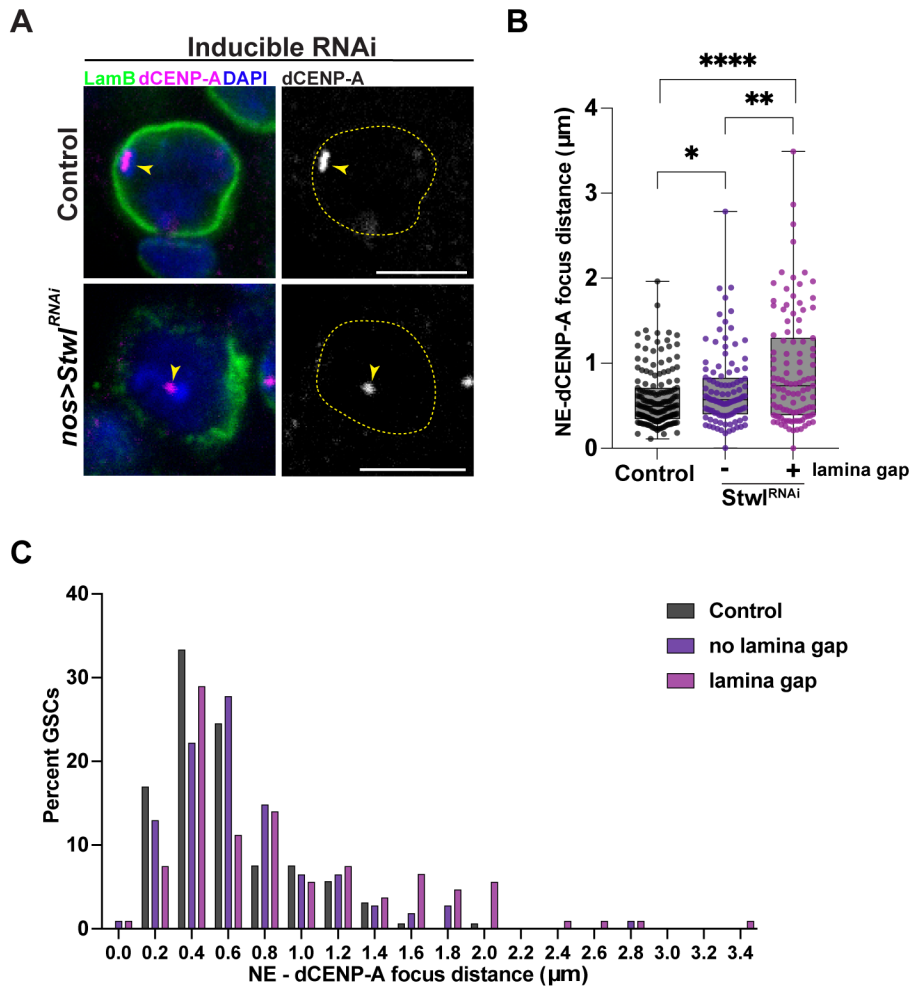 A
Inducible RNAi
LamB dCENP-A DAPI
dCENP-A
Control
nos>Stwl^RNAi
B
NE-dCENP-A focus distance (µm)
4
3
2
1
0
****
**
*
Control
-
+
lamina gap
Stwl^RNAi
C
Percent GSCs
40
30
20
10
0
Control
no lamina gap
lamina gap
0.0 0.2 0.4 0.6 0.8 1.0 1.2 1.4 1.6 1.8 2.0 2.2 2.4 2.6 2.8 3.0 3.2 3.4
NE - dCENP-A focus distance (µm)